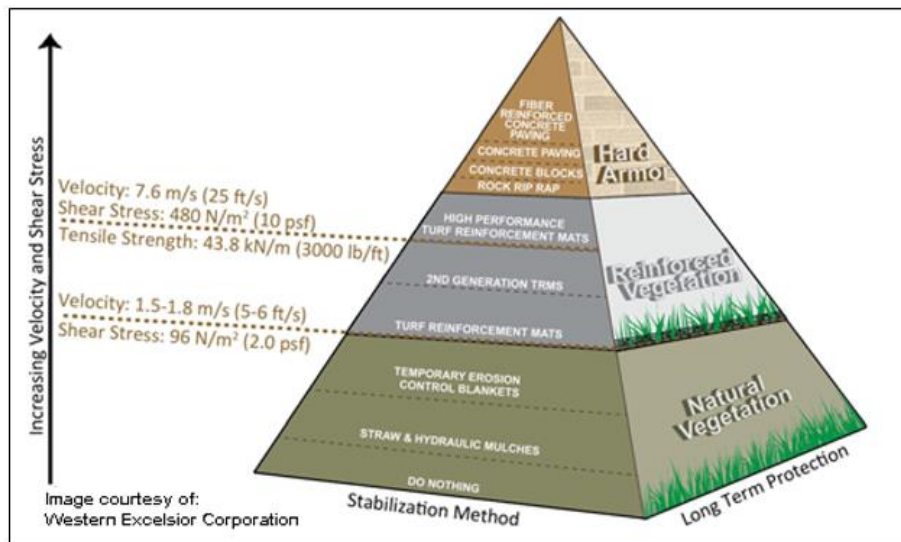 Increasing Velocity and Shear Stress
Velocity: 7.6 m/s (25 ft/s)
Shear Stress: 480 N/m² (10 psf)
Tensile Strength: 43.8 kN/m (3000 lb/ft)
Velocity: 1.5-1.8 m/s (5-6 ft/s)
Shear Stress: 96 N/m² (2.0 psf)
FIBER
REINFORCED
CONCRETE
PAVING
CONCRETE PAVING
CONCRETE BLOCKS
ROCK RIP RAP
HIGH PERFORMANCE
TURF REINFORCEMENT MATS
2ND GENERATION TRMS
TURF REINFORCEMENT MATS
TEMPORARY EROSION
CONTROL BLANKETS
STRAW & HYDRAULIC MULCHES
DO NOTHING
Hard
Armor
Reinforced
Vegetation
Natural
Vegetation
Stabilization Method
Long Term Protection
Image courtesy of:
Western Excelsior Corporation